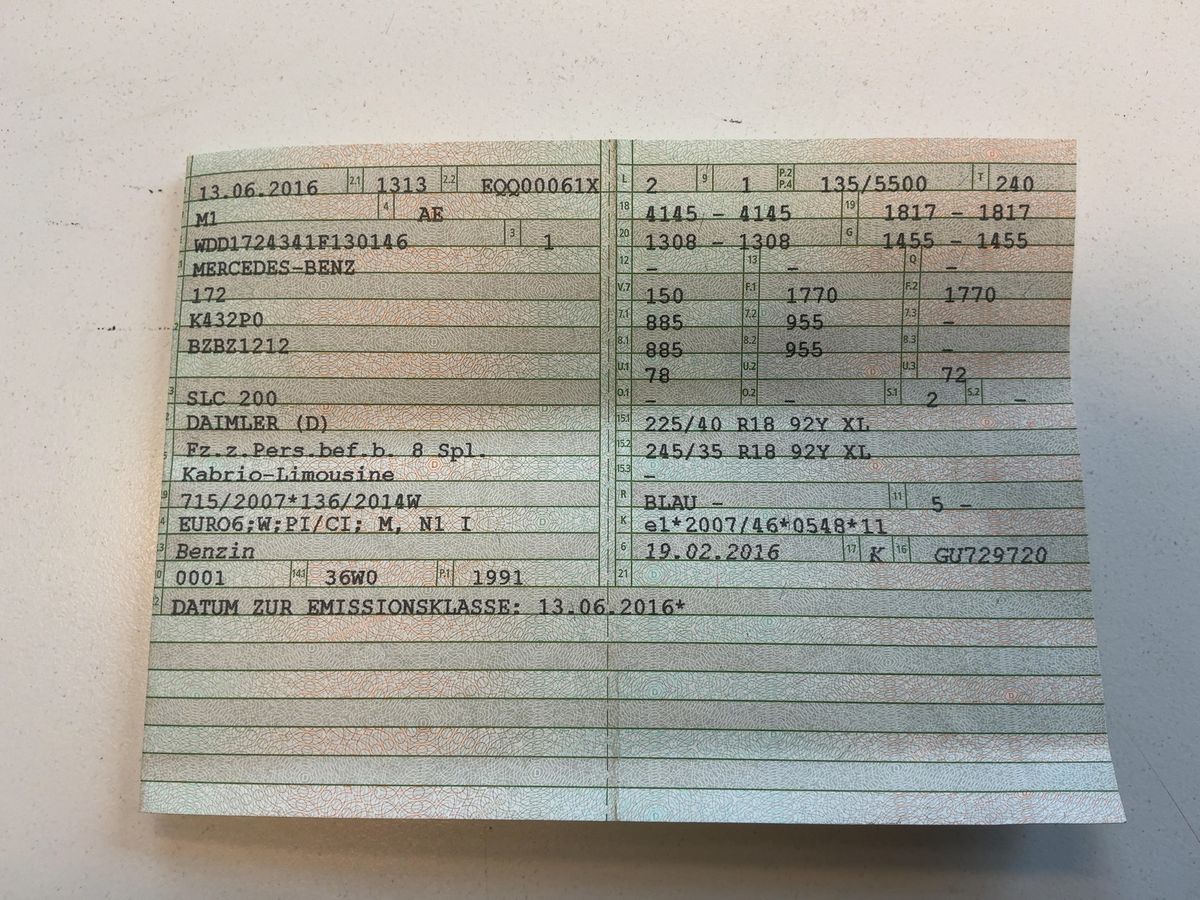 13.06.2016 2.1 1313 2.2 EQQ00061X
M1 4 AE
WDD1724341F130146 3 1
MERCEDES-BENZ
172
K432P0
BZBZ1212
SLC 200
DAIMLER (D)
Fz.z.Pers.bef.b. 8 Spl.
Kabrio-Limousine
715/2007*136/2014W
EURO6;W;PI/CI; M, N1 I
Benzin
0001 14.1 36W0 P.1 1991
DATUM ZUR EMISSIONSKLASSE: 13.06.2016*
L 2 9 1 P.2 P.4 135/5500 T 240
18 4145 - 4145 19 1817 - 1817
20 1308 - 1308 G 1455 - 1455
12 - 13 - Q -
V.7 150 F.1 1770 F.2 1770
7.1 885 7.2 955 7.3 -
8.1 885 8.2 955 8.3 -
U.1 78 U.2 U.3 72
O.1 - O.2 - S.1 2 S.2 -
15.1 225/40 R18 92Y XL
15.2 245/35 R18 92Y XL
15.3 -
R BLAU - 11 5 -
K e1*2007/46*0548*11
6 19.02.2016 17 K 16 GU729720
21